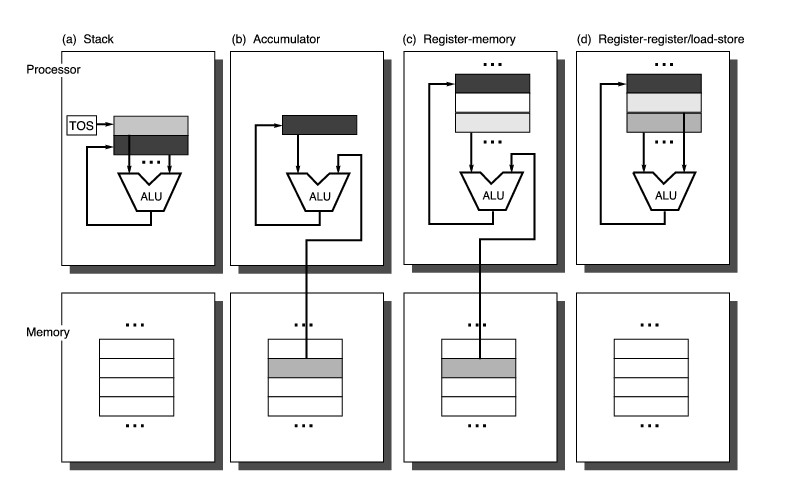 (a) Stack
(b) Accumulator
(c) Register-memory
(d) Register-register/load-store
Processor
...
...
TOS
...
...
...
ALU
ALU
ALU
ALU
Memory
...
...
...
...
...
...
...
...